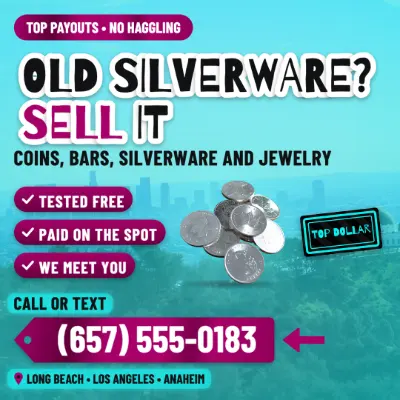 TOP PAYOUTS • NO HAGGLING
OLD SILVERWARE?
SELL IT
COINS, BARS, SILVERWARE AND JEWELRY
TESTED FREE
PAID ON THE SPOT
WE MEET YOU
TOP DOLLAR
CALL OR TEXT
(657) 555-0183
LONG BEACH • LOS ANGELES • ANAHEIM